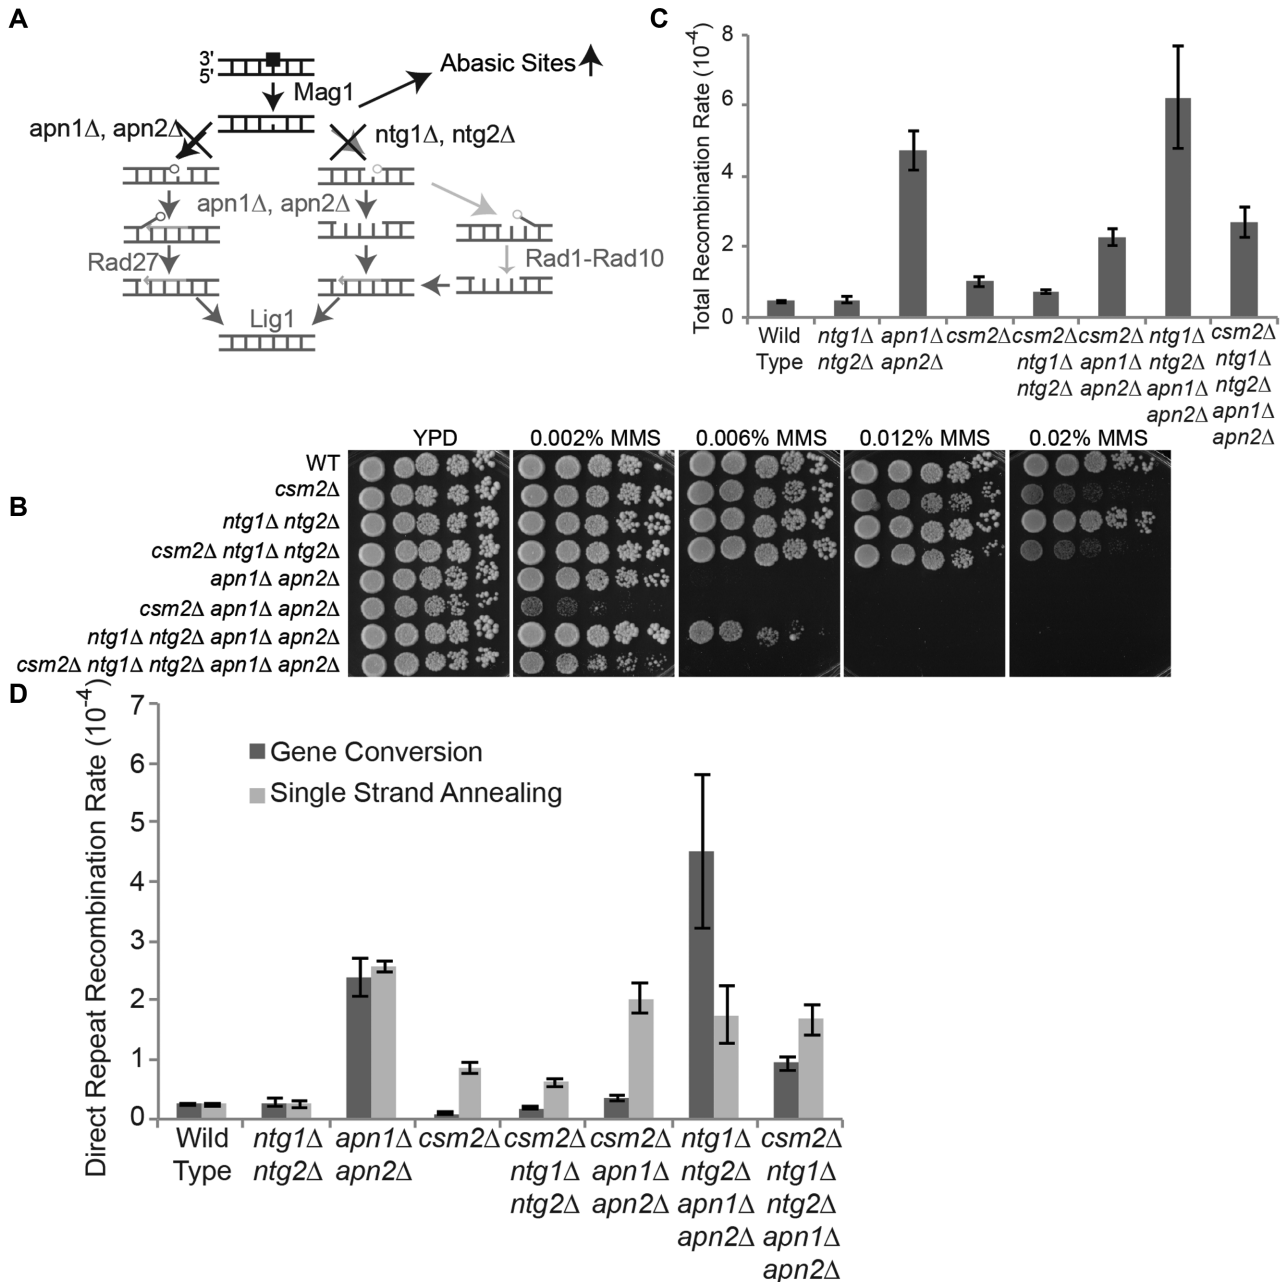 A
3'
5'
Mag1
Abasic Sites
apn1Δ, apn2Δ
ntg1Δ, ntg2Δ
apn1Δ, apn2Δ
Rad27
Rad1-Rad10
Lig1
C
Total Recombination Rate (10⁻⁴)
8
6
4
2
0
Wild Type
ntg1Δ ntg2Δ
apn1Δ apn2Δ
csm2Δ
csm2Δ ntg1Δ ntg2Δ
csm2Δ apn1Δ apn2Δ
ntg1Δ ntg2Δ apn1Δ apn2Δ
csm2Δ ntg1Δ ntg2Δ apn1Δ apn2Δ
B
YPD
0.002% MMS
0.006% MMS
0.012% MMS
0.02% MMS
WT
csm2Δ
ntg1Δ ntg2Δ
csm2Δ ntg1Δ ntg2Δ
apn1Δ apn2Δ
csm2Δ apn1Δ apn2Δ
ntg1Δ ntg2Δ apn1Δ apn2Δ
csm2Δ ntg1Δ ntg2Δ apn1Δ apn2Δ
D
Direct Repeat Recombination Rate (10⁻⁴)
7
6
5
4
3
2
1
0
Gene Conversion
Single Strand Annealing
Wild Type
ntg1Δ ntg2Δ
apn1Δ apn2Δ
csm2Δ
csm2Δ ntg1Δ ntg2Δ
csm2Δ apn1Δ apn2Δ
ntg1Δ ntg2Δ apn1Δ apn2Δ
csm2Δ ntg1Δ ntg2Δ apn1Δ apn2Δ